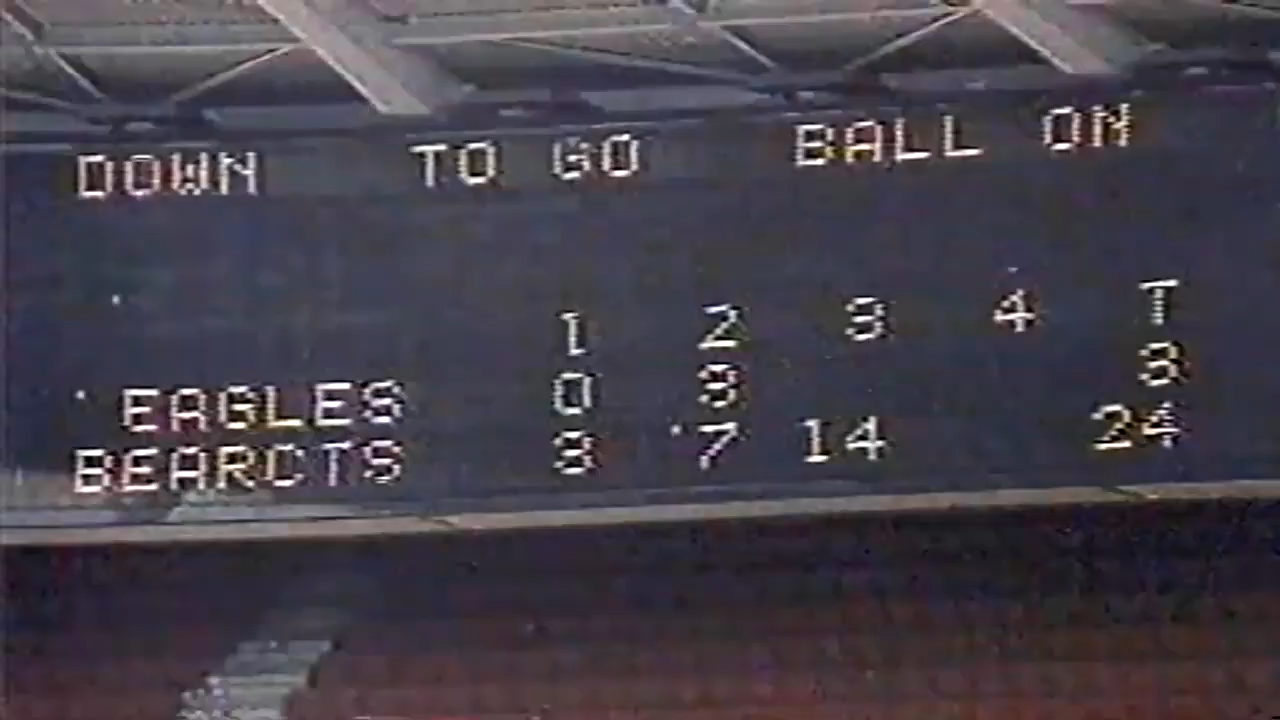 DOWN TO GO BALL ON
1 2 3 4 T
EAGLES 0 3 3
BEARCTS 3 7 14 24